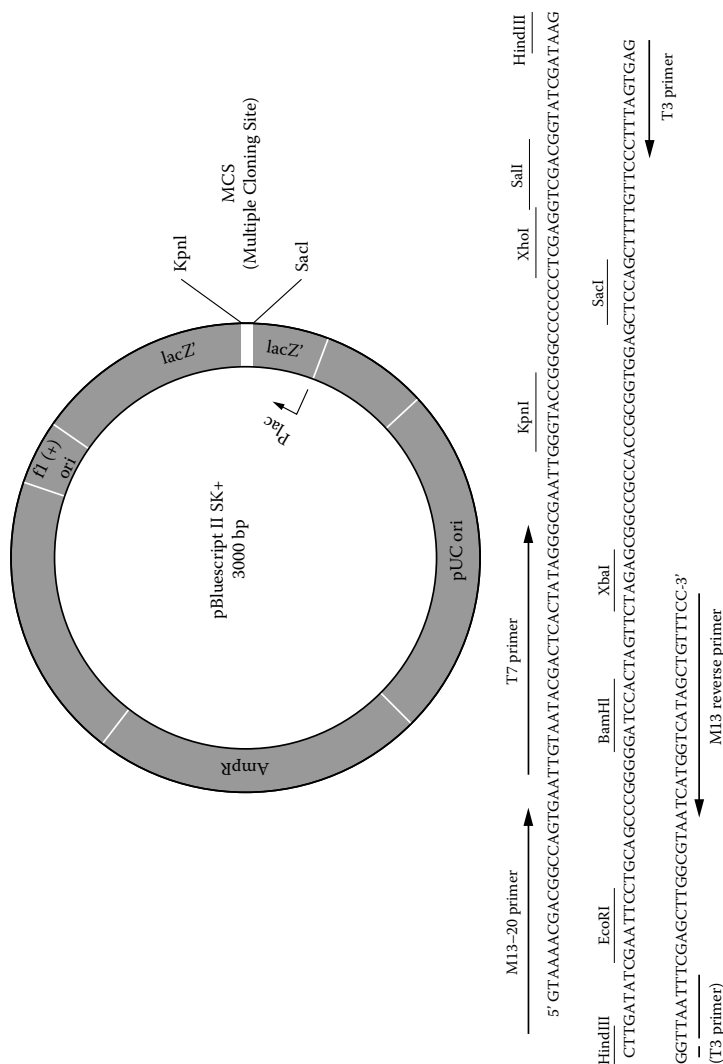 KpnI
MCS
(Multiple Cloning Site)
SacI
lacZ'
lacZ'
Plac
f1 (+)
ori
pBluescript II SK+
3000 bp
pUC ori
AmpR
M13–20 primer
T7 primer
KpnI
XhoI
SalI
HindIII
5' GTAAAACGACGGCCAGTGAATTGTAATACGACTCACTATAGGGCGAATTGGGTACCGGGCCCCCCCTCGAGGTCGACGGTATCGATAAG
HindIII
EcoRI
BamHI
XbaI
SacI
CTTGATATCGAATTCCTGCAGCCCGGGGGATCCACTAGTTCTAGAGCGGCCGCCACCGCGGTGGAGCTCCAGCTTTTGTTCCCTTTAGTGAG
T3 primer
GGTTAATTTCGAGCTTGGCGTAATCATGGTCATAGCTGTTTCC-3'
(T3 primer)
M13 reverse primer